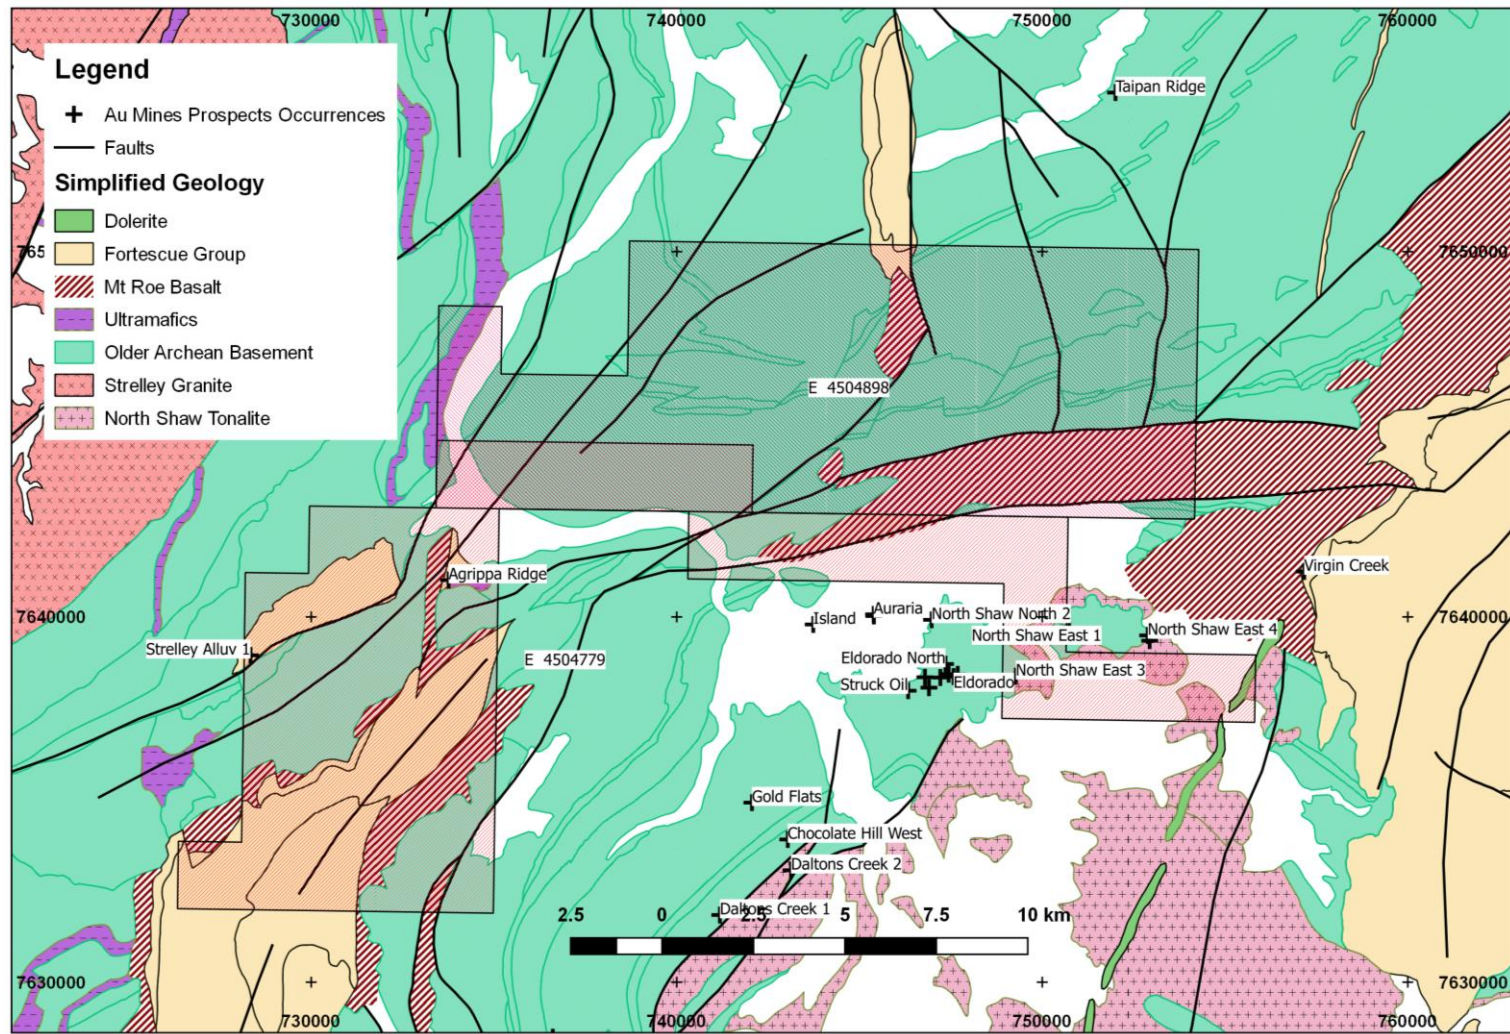 730000
740000
750000
760000
Legend
Au Mines Prospects Occurrences
Faults
Simplified Geology
Dolerite
Fortescue Group
Mt Roe Basalt
Ultramafics
Older Archean Basement
Strelley Granite
North Shaw Tonalite
Taipan Ridge
765
7650000
E 4504898
Agrippa Ridge
Virgin Creek
7640000
Island
Auraria
North Shaw North 2
7640000
North Shaw East 1
North Shaw East 4
Strelley Alluv 1
E 4504779
Eldorado North
North Shaw East 3
Struck Oil
Eldorado
Gold Flats
Chocolate Hill West
Daltons Creek 2
Daltons Creek 1
2.5
0
2.5
5
7.5
10 km
7630000
7630000
730000
740000
750000
760000